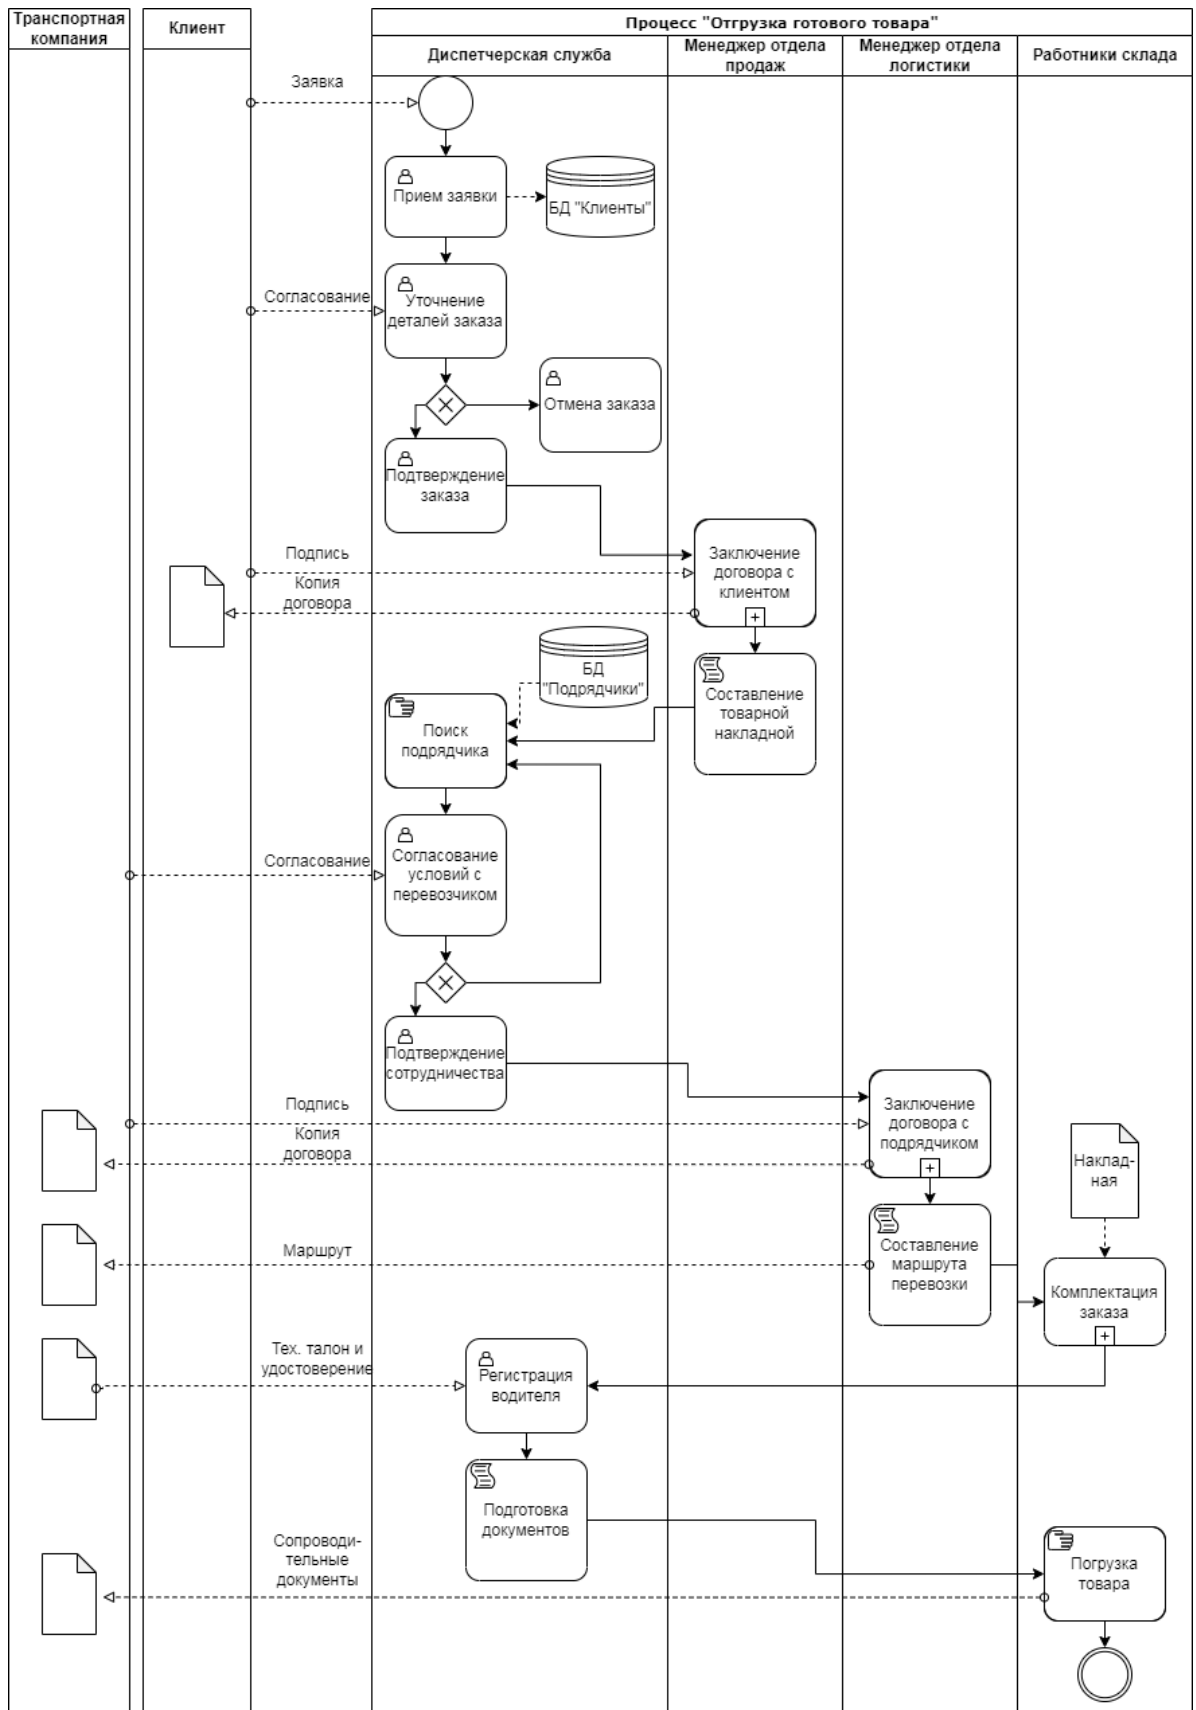 Транспортная
компания
Клиент
Процесс "Отгрузка готового товара"
Диспетчерская служба
Менеджер отдела
продаж
Менеджер отдела
логистики
Работники склада
Заявка
Прием заявки
БД "Клиенты"
Согласование
Уточнение
деталей заказа
Отмена заказа
Подтверждение
заказа
Подпись
Заключение
договора с
клиентом
Копия
договора
БД
"Подрядчики"
Составление
товарной
накладной
Поиск
подрядчика
Согласование
Согласование
условий с
перевозчиком
Подтверждение
сотрудничества
Подпись
Заключение
договора с
подрядчиком
Копия
договора
Наклад-
ная
Маршрут
Составление
маршрута
перевозки
Комплектация
заказа
Тех. талон и
удостоверение
Регистрация
водителя
Подготовка
документов
Сопроводи-
тельные
документы
Погрузка
товара